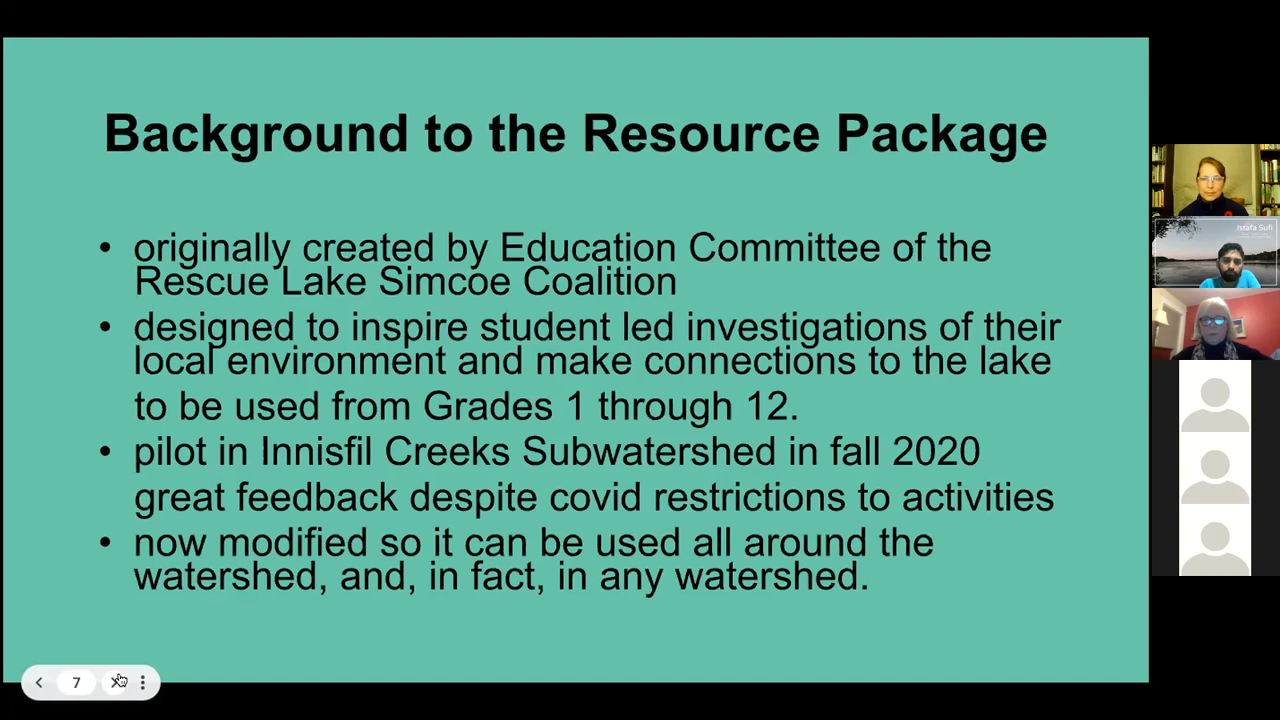 Background to the Resource Package
• originally created by Education Committee of the
Rescue Lake Simcoe Coalition
• designed to inspire student led investigations of their
local environment and make connections to the lake
to be used from Grades 1 through 12.
• pilot in Innisfil Creeks Subwatershed in fall 2020
great feedback despite covid restrictions to activities
• now modified so it can be used all around the
watershed, and, in fact, in any watershed.
7
Istafa Sufi